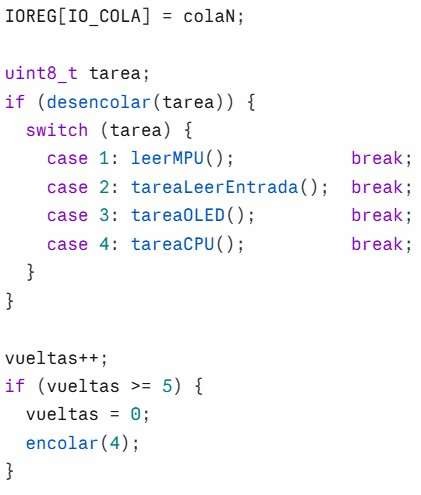 IOREG[IO_COLA] = colaN;

uint8_t tarea;
if (desencolar(tarea)) {
  switch (tarea) {
    case 1: leerMPU();           break;
    case 2: tareaLeerEntrada();  break;
    case 3: tareaOLED();         break;
    case 4: tareaCPU();          break;
  }
}

vueltas++;
if (vueltas >= 5) {
  vueltas = 0;
  encolar(4);
}